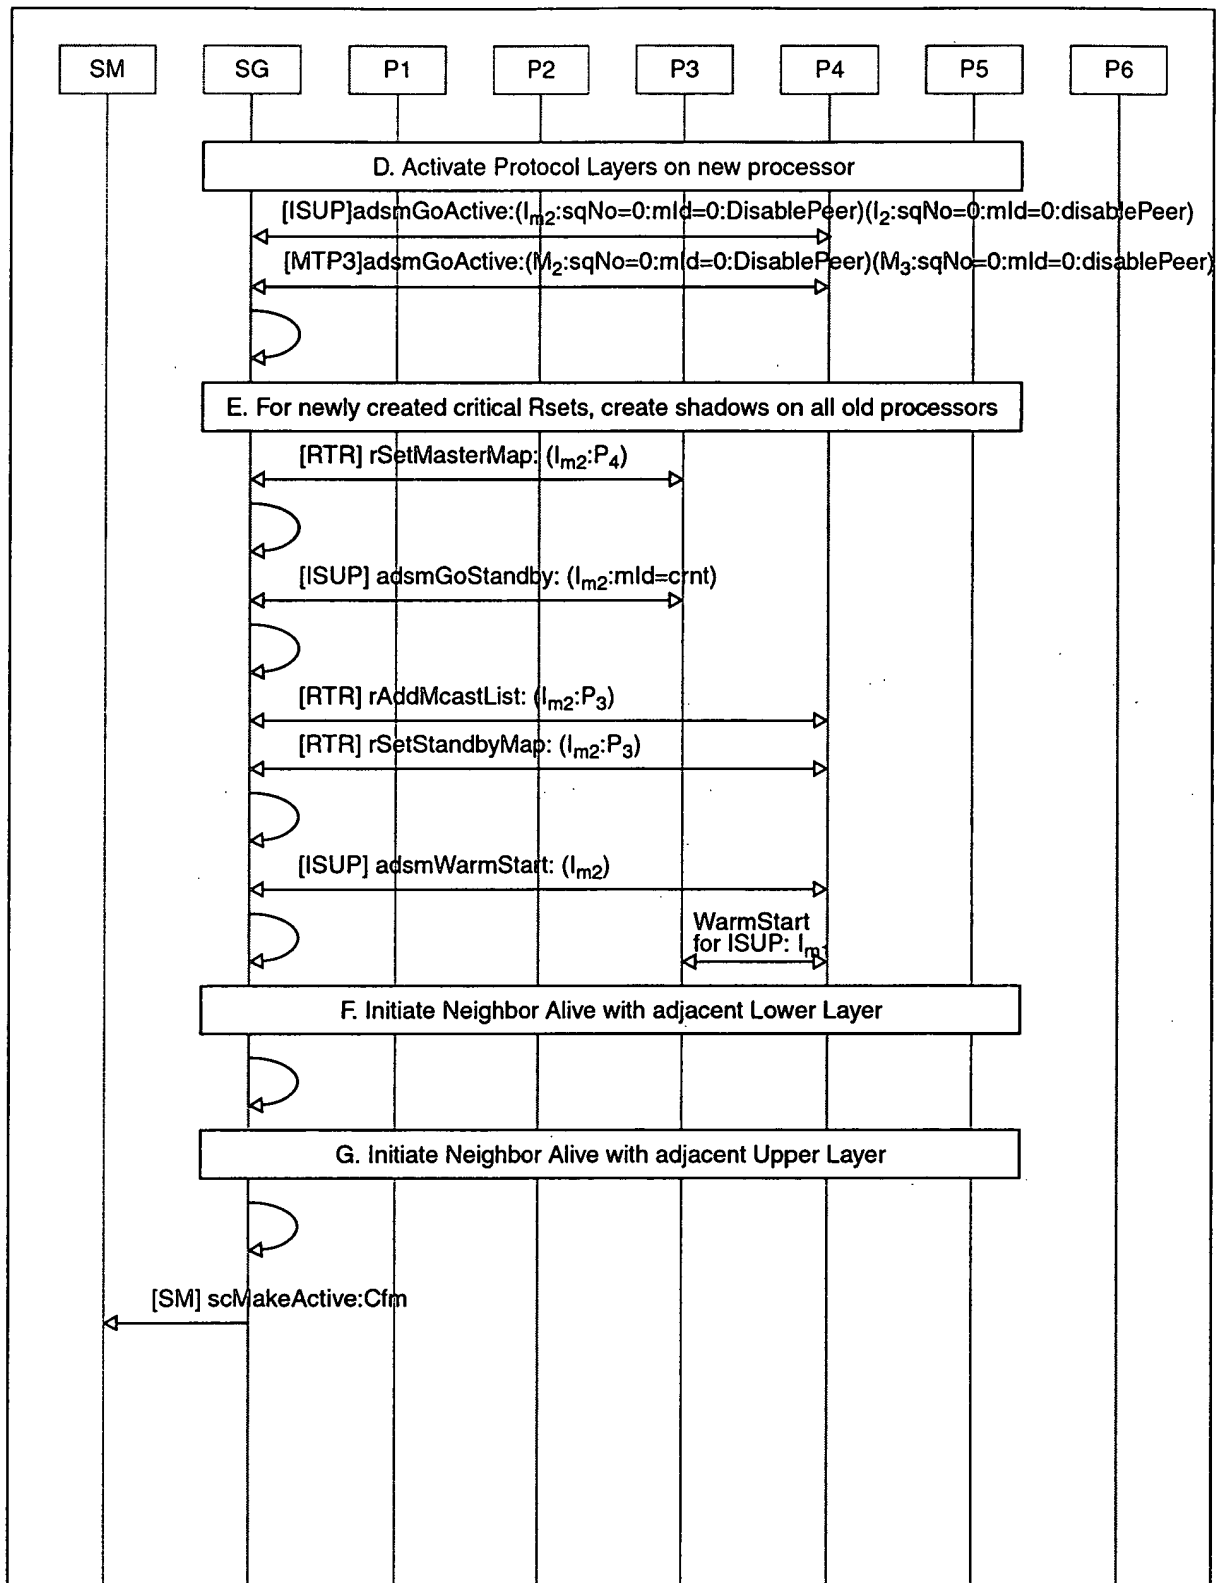 SM SG P1 P2 P3 P4 P5 P6
D. Activate Protocol Layers on new processor
[ISUP]adsmGoActive:(Im2:sqNo=0:mId=0:DisablePeer)(I2:sqNo=0:mId=0:disablePeer)
[MTP3]adsmGoActive:(M2:sqNo=0:mId=0:DisablePeer)(M3:sqNo=0:mId=0:disablePeer)
E. For newly created critical Rsets, create shadows on all old processors
[RTR] rSetMasterMap: (Im2:P4)
[ISUP] adsmGoStandby: (Im2:mId=crnt)
[RTR] rAddMcastList: (Im2:P3)
[RTR] rSetStandbyMap: (Im2:P3)
[ISUP] adsmWarmStart: (Im2)
WarmStart
for ISUP: Im1
F. Initiate Neighbor Alive with adjacent Lower Layer
G. Initiate Neighbor Alive with adjacent Upper Layer
[SM] scMakeActive:Cfm